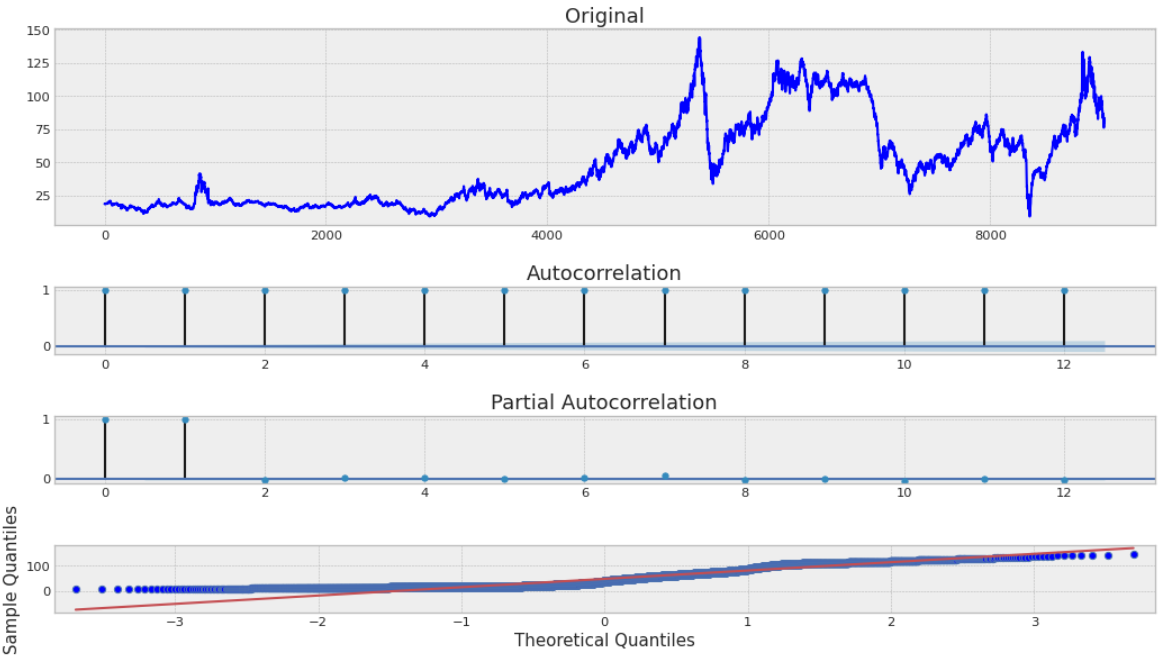 Original
150
125
100
75
50
25
0 2000 4000 6000 8000
Autocorrelation
1
0
0 2 4 6 8 10 12
Partial Autocorrelation
1
0
0 2 4 6 8 10 12
Sample Quantiles
100
0
−3 −2 −1 0 1 2 3
Theoretical Quantiles